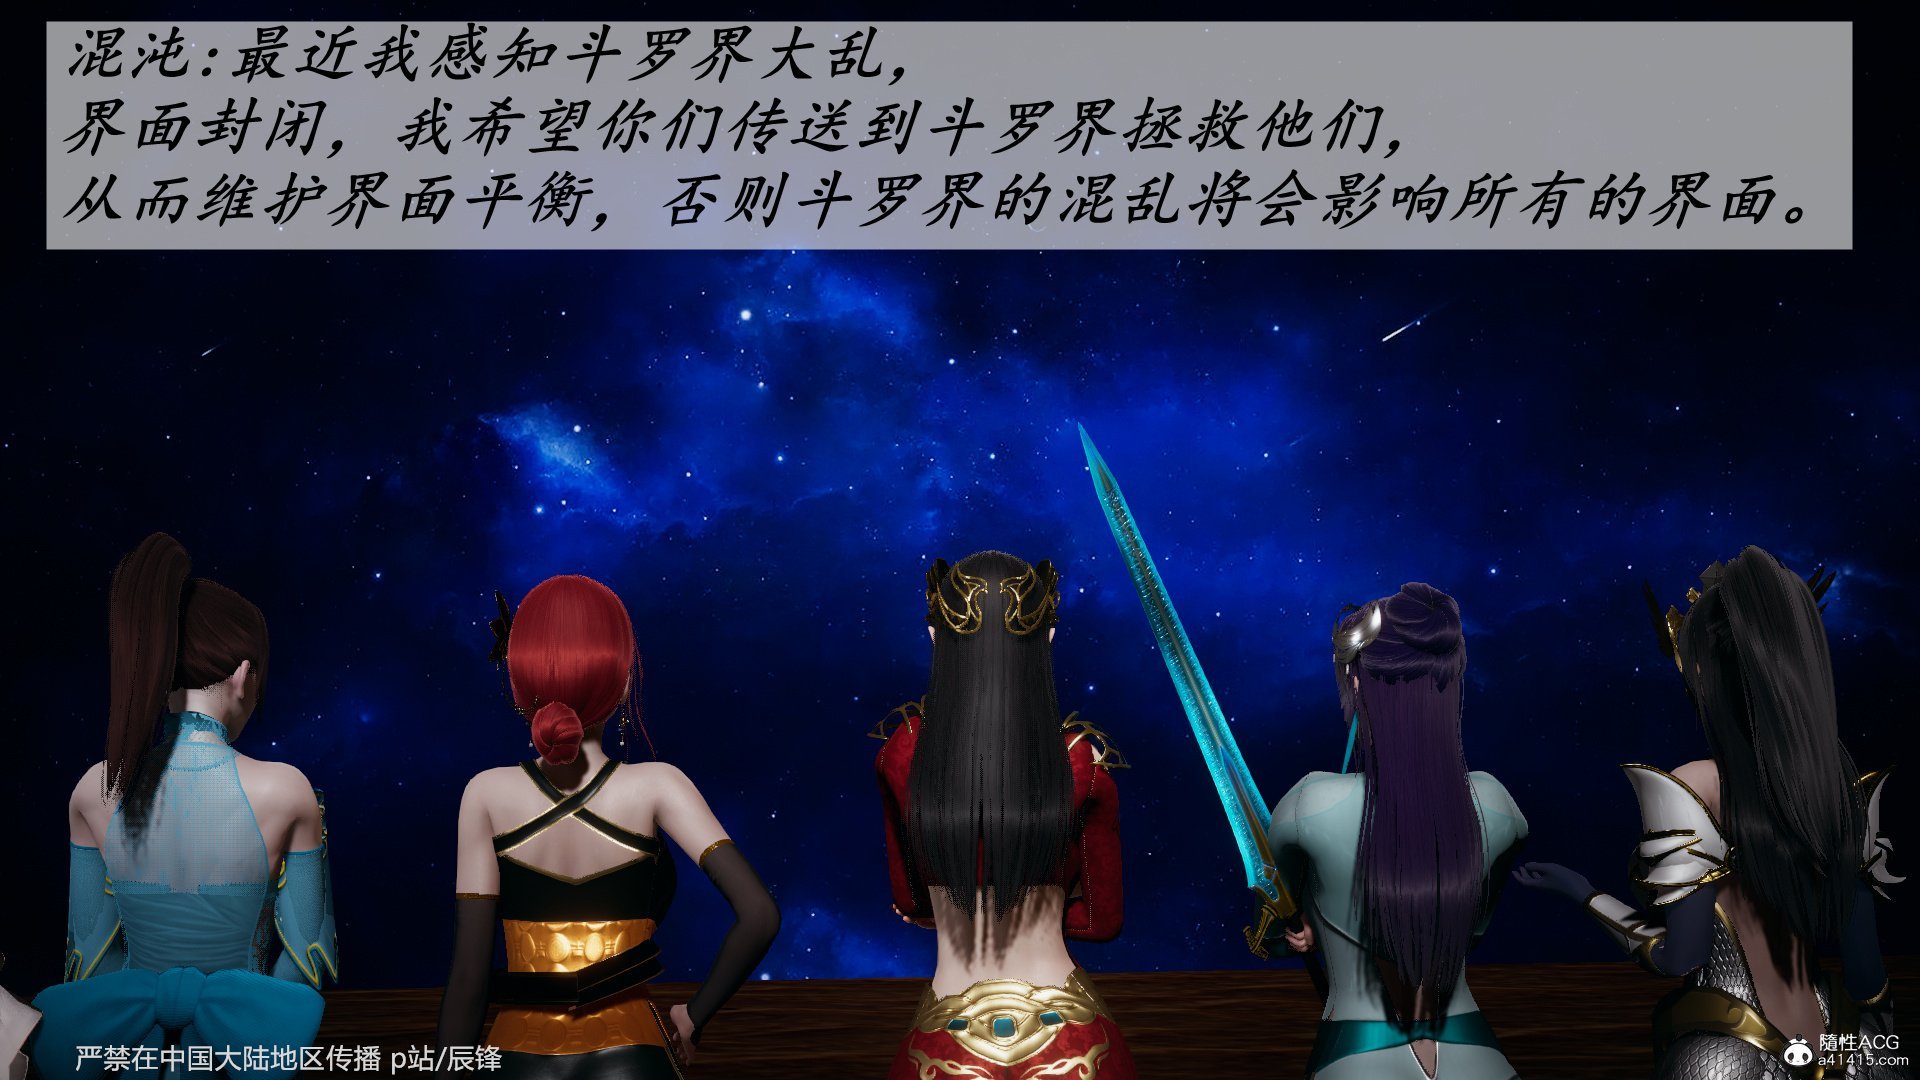 混沌:最近我感知斗罗界大乱,
界面封闭，我希望你们传送到斗罗界拯救他们,
从而维护界面平衡，否则斗罗界的混乱将会影响所有的界面。
严禁在中国大陆地区传播 p站/辰锋
隨性ACG
a41415.com